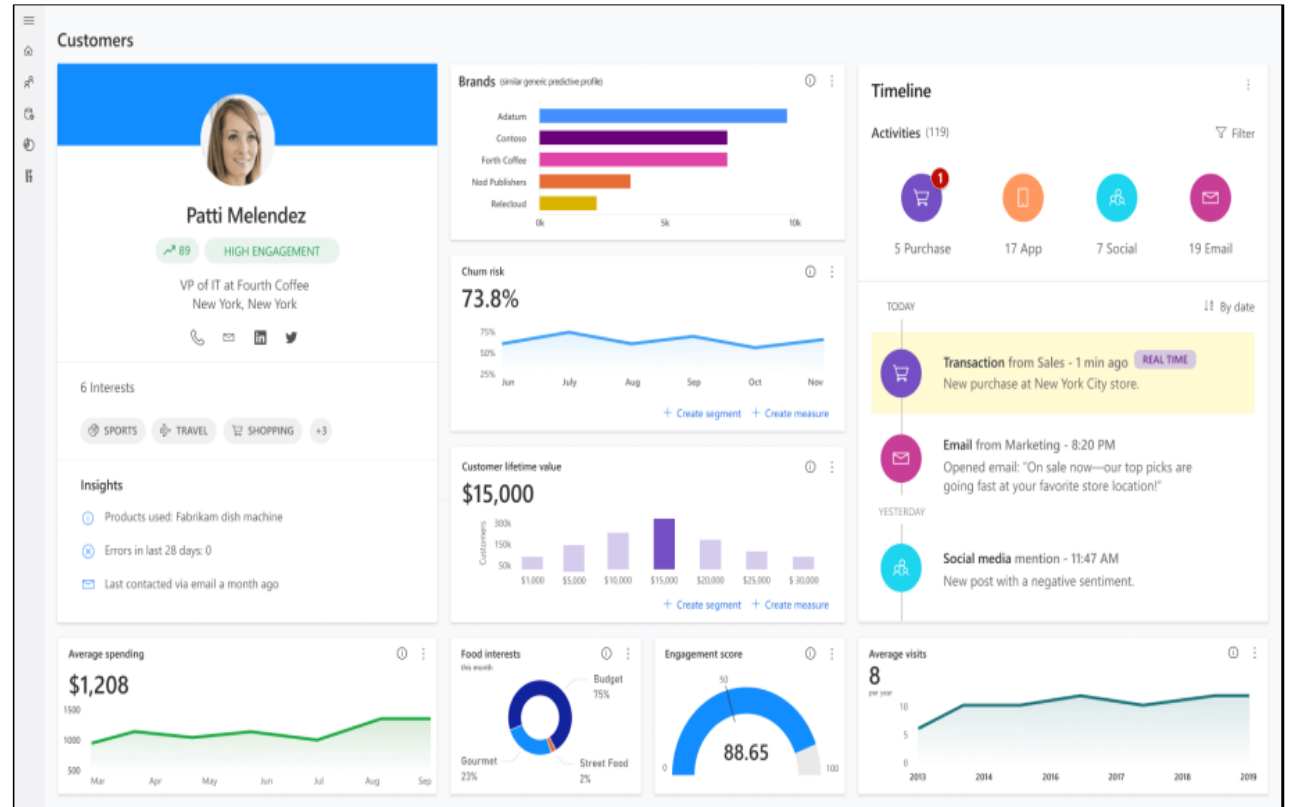 Customers
Patti Melendez
89
HIGH ENGAGEMENT
VP of IT at Fourth Coffee
New York, New York
6 Interests
SPORTS
TRAVEL
SHOPPING
+3
Insights
Products used: Fabrikam dish machine
Errors in last 28 days: 0
Last contacted via email a month ago
Brands (similar generic predictive profile)
Adatum
Contoso
Forth Coffee
Nod Publishers
Relecloud
0k 5k 10k
Churn risk
73.8%
75%
50%
25%
Jun July Aug Sep Oct Nov
+ Create segment + Create measure
Customer lifetime value
$15,000
Customers
300k
150k
50k
$1,000 $5,000 $10,000 $15,000 $20,000 $25,000 $ 30,000
+ Create segment + Create measure
Timeline
Activities (119)
Filter
1
5 Purchase
17 App
7 Social
19 Email
TODAY
By date
Transaction from Sales - 1 min ago REAL TIME
New purchase at New York City store.
Email from Marketing - 8:20 PM
Opened email: "On sale now—our top picks are
going fast at your favorite store location!"
YESTERDAY
Social media mention - 11:47 AM
New post with a negative sentiment.
Average spending
$1,208
1500
1000
500
Mar Apr May Jun Jul Aug Sep
Food interests
this month
Budget
75%
Gourmet
23%
Street Food
2%
Engagement score
50
88.65
0
100
Average visits
8
per year
10
5
0
2013 2014 2016 2017 2018 2019